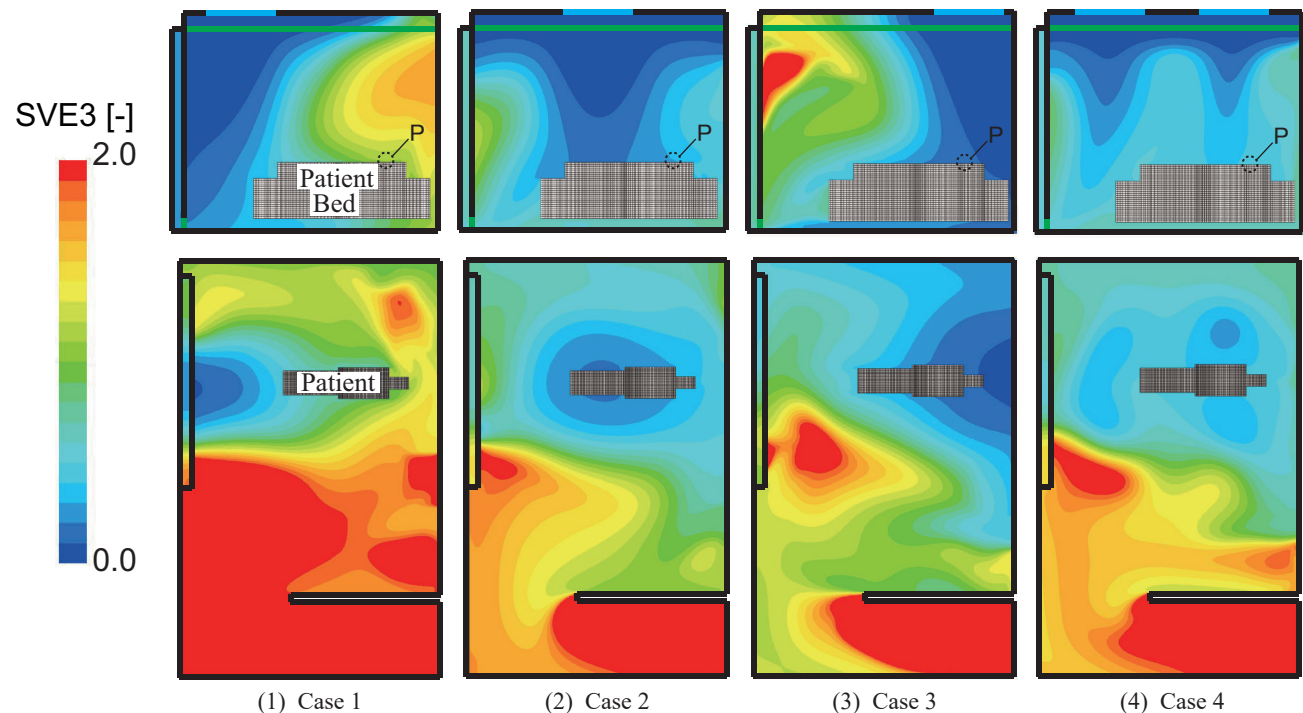 SVE3 [-]
2.0
0.0
P
Patient
Bed
P
P
P
Patient
(1) Case 1
(2) Case 2
(3) Case 3
(4) Case 4